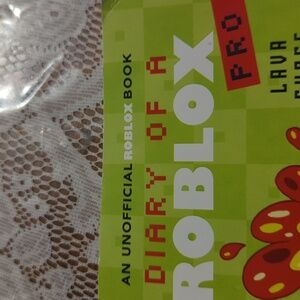 AN UNOFFICIAL ROBLOX BOOK
DIARY OF A
ROBLOX
PRO
LAVA